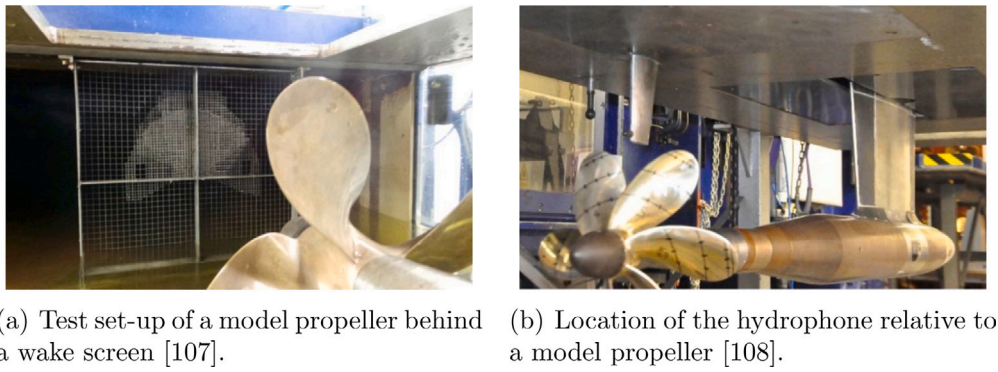 (a) Test set-up of a model propeller behind
a wake screen [107].
(b) Location of the hydrophone relative to
a model propeller [108].